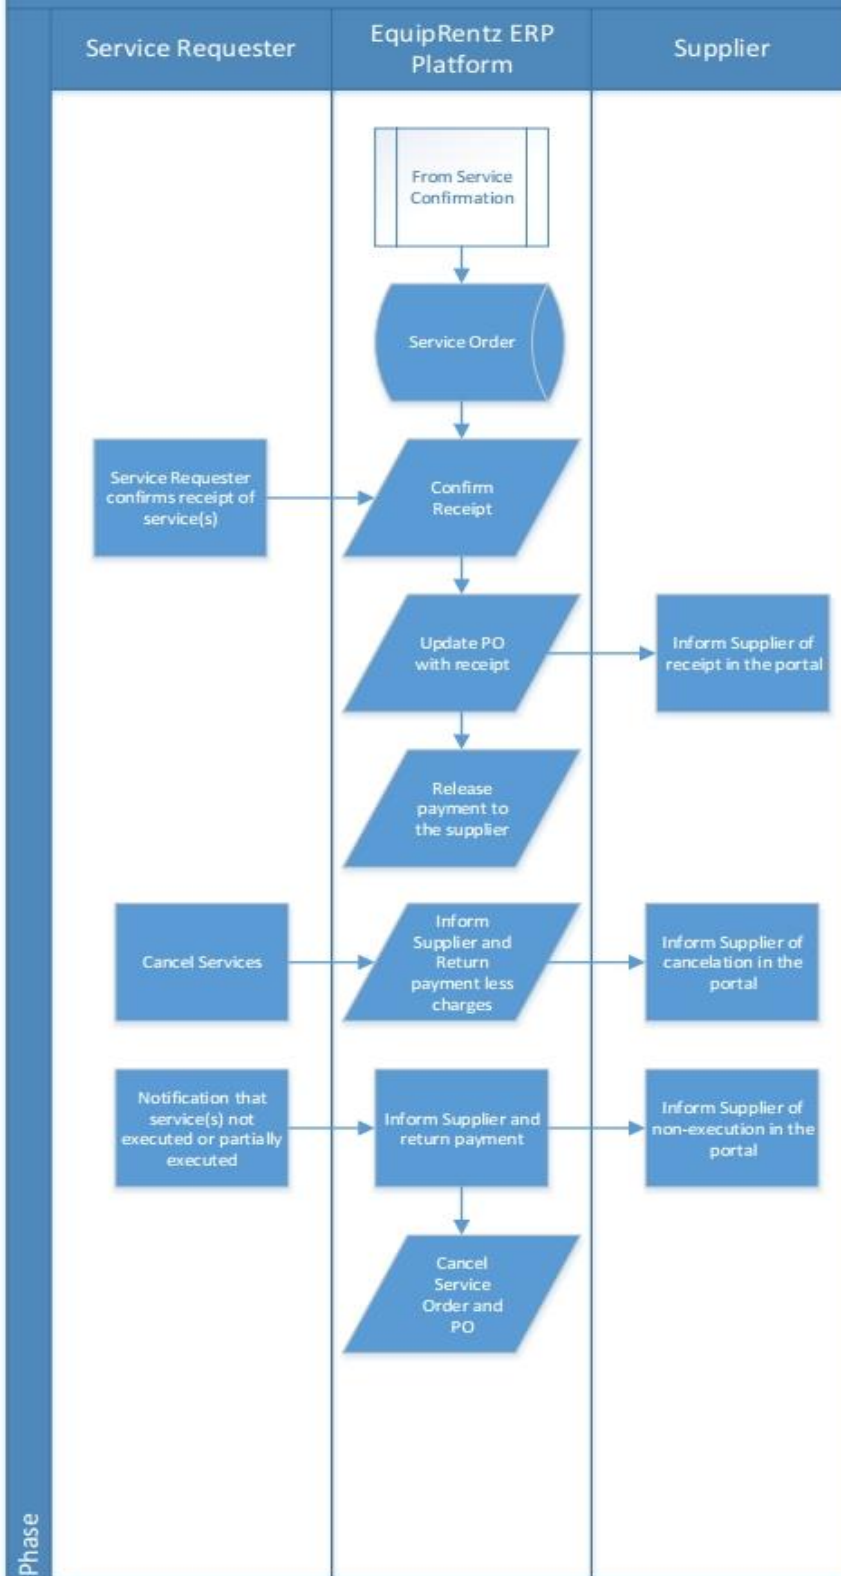 Service Requester
EquipRentz ERP
Platform
Supplier
From Service
Confirmation
Service Order
Service Requester
confirms receipt of
service(s)
Confirm
Receipt
Update PO
with receipt
Inform Supplier of
receipt in the portal
Release
payment to
the supplier
Cancel Services
Inform
Supplier and
Return
payment less
charges
Inform Supplier of
cancelation in the
portal
Notification that
service(s) not
executed or partially
executed
Inform Supplier and
return payment
Inform Supplier of
non-execution in the
portal
Cancel
Service
Order and
PO
Phase